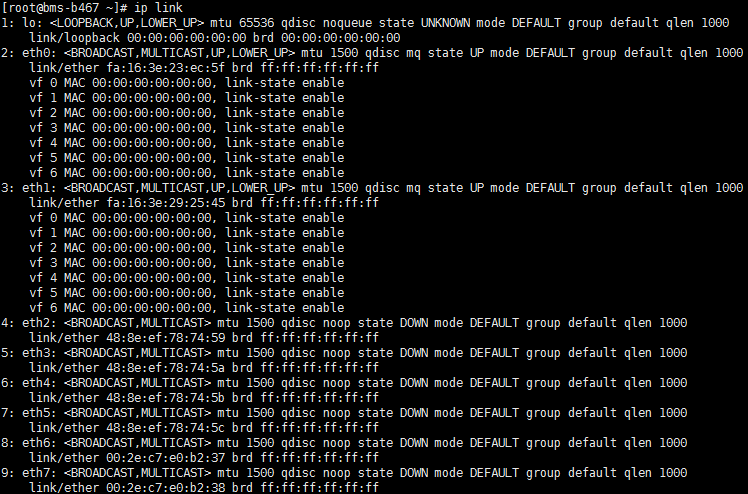 [root@bms-b467 ~]# ip link
1: lo: <LOOPBACK,UP,LOWER_UP> mtu 65536 qdisc noqueue state UNKNOWN mode DEFAULT group default qlen 1000
    link/loopback 00:00:00:00:00:00 brd 00:00:00:00:00:00
2: eth0: <BROADCAST,MULTICAST,UP,LOWER_UP> mtu 1500 qdisc mq state UP mode DEFAULT group default qlen 1000
    link/ether fa:16:3e:23:ec:5f brd ff:ff:ff:ff:ff:ff
    vf 0 MAC 00:00:00:00:00:00, link-state enable
    vf 1 MAC 00:00:00:00:00:00, link-state enable
    vf 2 MAC 00:00:00:00:00:00, link-state enable
    vf 3 MAC 00:00:00:00:00:00, link-state enable
    vf 4 MAC 00:00:00:00:00:00, link-state enable
    vf 5 MAC 00:00:00:00:00:00, link-state enable
    vf 6 MAC 00:00:00:00:00:00, link-state enable
3: eth1: <BROADCAST,MULTICAST,UP,LOWER_UP> mtu 1500 qdisc mq state UP mode DEFAULT group default qlen 1000
    link/ether fa:16:3e:29:25:45 brd ff:ff:ff:ff:ff:ff
    vf 0 MAC 00:00:00:00:00:00, link-state enable
    vf 1 MAC 00:00:00:00:00:00, link-state enable
    vf 2 MAC 00:00:00:00:00:00, link-state enable
    vf 3 MAC 00:00:00:00:00:00, link-state enable
    vf 4 MAC 00:00:00:00:00:00, link-state enable
    vf 5 MAC 00:00:00:00:00:00, link-state enable
    vf 6 MAC 00:00:00:00:00:00, link-state enable
4: eth2: <BROADCAST,MULTICAST> mtu 1500 qdisc noop state DOWN mode DEFAULT group default qlen 1000
    link/ether 48:8e:ef:78:74:59 brd ff:ff:ff:ff:ff:ff
5: eth3: <BROADCAST,MULTICAST> mtu 1500 qdisc noop state DOWN mode DEFAULT group default qlen 1000
    link/ether 48:8e:ef:78:74:5a brd ff:ff:ff:ff:ff:ff
6: eth4: <BROADCAST,MULTICAST> mtu 1500 qdisc noop state DOWN mode DEFAULT group default qlen 1000
    link/ether 48:8e:ef:78:74:5b brd ff:ff:ff:ff:ff:ff
7: eth5: <BROADCAST,MULTICAST> mtu 1500 qdisc noop state DOWN mode DEFAULT group default qlen 1000
    link/ether 48:8e:ef:78:74:5c brd ff:ff:ff:ff:ff:ff
8: eth6: <BROADCAST,MULTICAST> mtu 1500 qdisc noop state DOWN mode DEFAULT group default qlen 1000
    link/ether 00:2e:c7:e0:b2:37 brd ff:ff:ff:ff:ff:ff
9: eth7: <BROADCAST,MULTICAST> mtu 1500 qdisc noop state DOWN mode DEFAULT group default qlen 1000
    link/ether 00:2e:c7:e0:b2:38 brd ff:ff:ff:ff:ff:ff